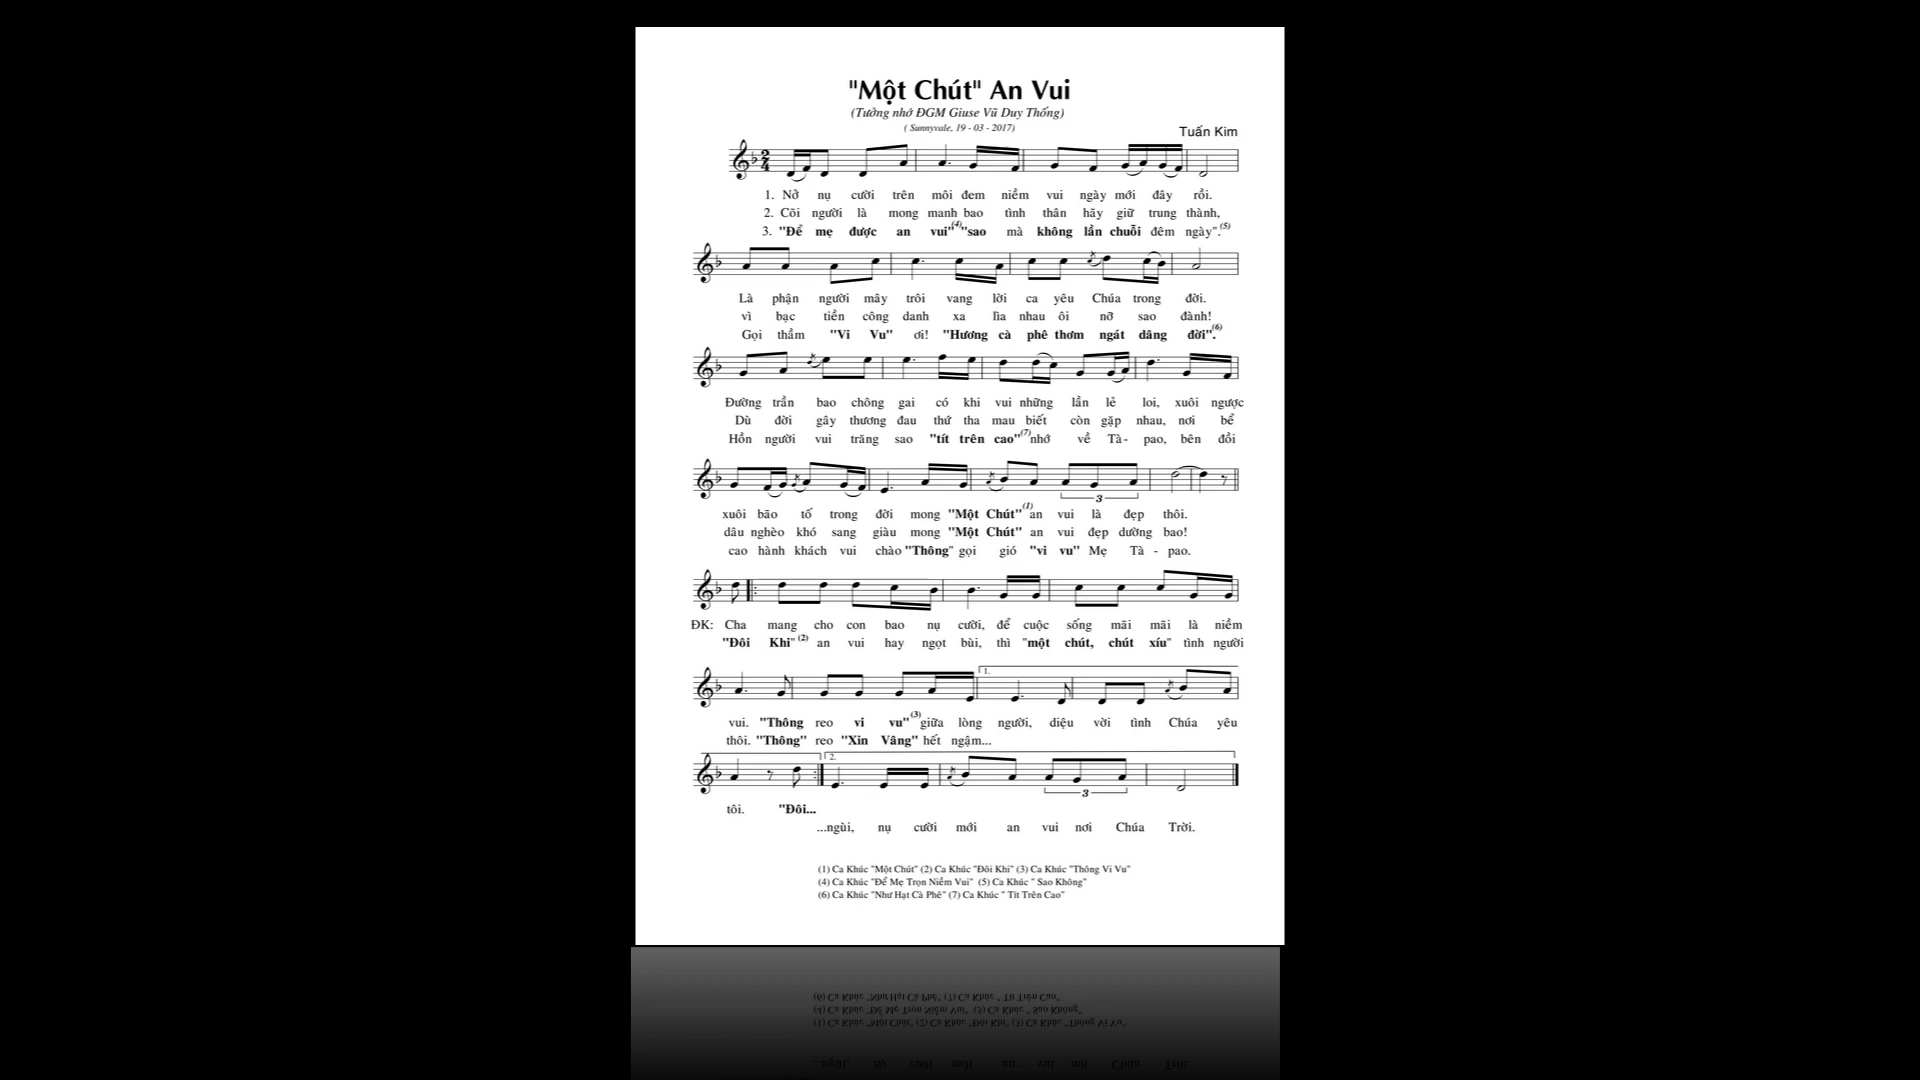 "Một Chút" An Vui
(Tưởng nhớ ĐGM Giuse Vũ Duy Thống)
( Sunnyvale, 19 - 03 - 2017)
Tuấn Kim
1. Nở nụ cười trên môi đem niềm vui ngày mới đây rồi.
2. Cõi người là mong manh bao tình thân hãy giữ trung thành,
3. "Để mẹ được an vui"(4) "sao mà không lần chuỗi đêm ngày".(5)
Là phận người mây trôi vang lời ca yêu Chúa trong đời.
vì bạc tiền công danh xa lìa nhau ôi nỡ sao đành!
Gọi thầm "Vi Vu" ơi! "Hương cà phê thơm ngát dâng đời".(6)
Đường trần bao chông gai có khi vui những lần lẻ loi, xuôi ngược
Dù đời gây thương đau thứ tha mau biết còn gặp nhau, nơi bể
Hồn người vui trăng sao "tít trên cao"(7) nhớ về Tà- pao, bên đồi
xuôi bão tố trong đời mong "Một Chút"(1) an vui là đẹp thôi.
dâu nghèo khó sang giàu mong "Một Chút" an vui đẹp dường bao!
cao hành khách vui chào "Thông" gọi gió "vi vu" Mẹ Tà - pao.
3
ĐK: Cha mang cho con bao nụ cười, để cuộc sống mãi mãi là niềm
"Đôi Khi" (2) an vui hay ngọt bùi, thì "một chút, chút xíu" tình người
1.
vui. "Thông reo vi vu"(3) giữa lòng người, diệu vời tình Chúa yêu
thôi. "Thông" reo "Xin Vâng" hết ngậm...
2.
3
tôi. "Đôi...
...ngùi, nụ cười mới an vui nơi Chúa Trời.
(1) Ca Khúc "Một Chút" (2) Ca Khúc "Đôi Khi" (3) Ca Khúc "Thông Vi Vu"
(4) Ca Khúc "Để Mẹ Trọn Niềm Vui" (5) Ca Khúc " Sao Không"
(6) Ca Khúc "Như Hạt Cà Phê" (7) Ca Khúc " Tít Trên Cao"